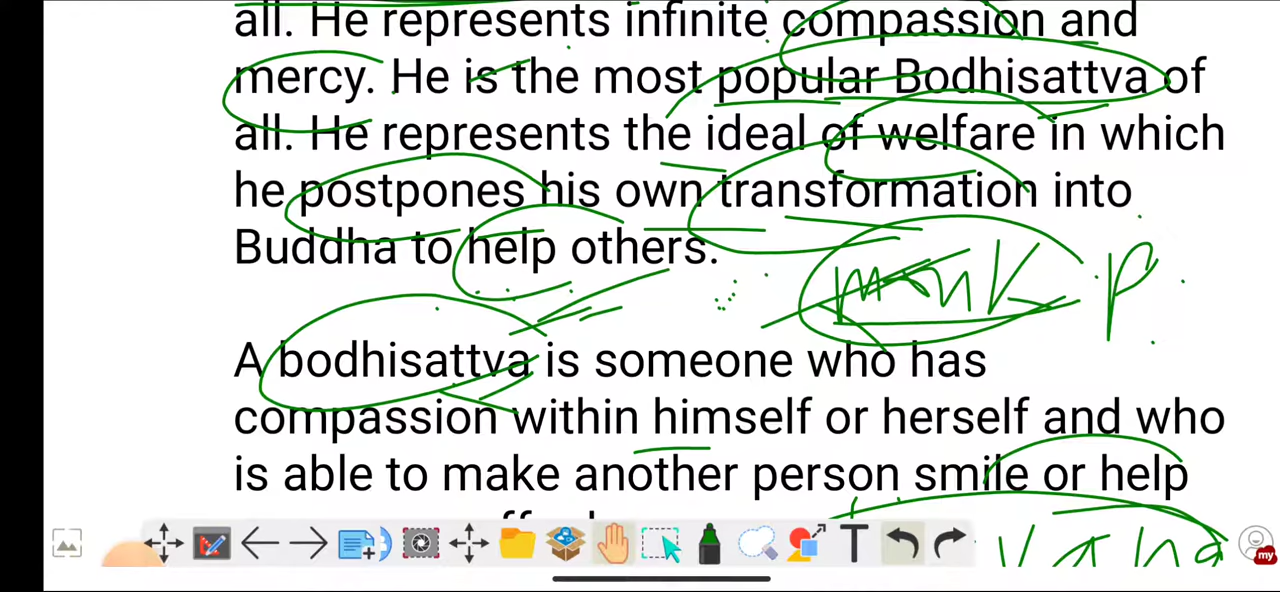 all. He represents infinite compassion and
mercy. He is the most popular Bodhisattva of
all. He represents the ideal of welfare in which
he postpones his own transformation into
Buddha to help others.
P
A bodhisattva is someone who has
compassion within himself or herself and who
is able to make another person smile or help
T
my